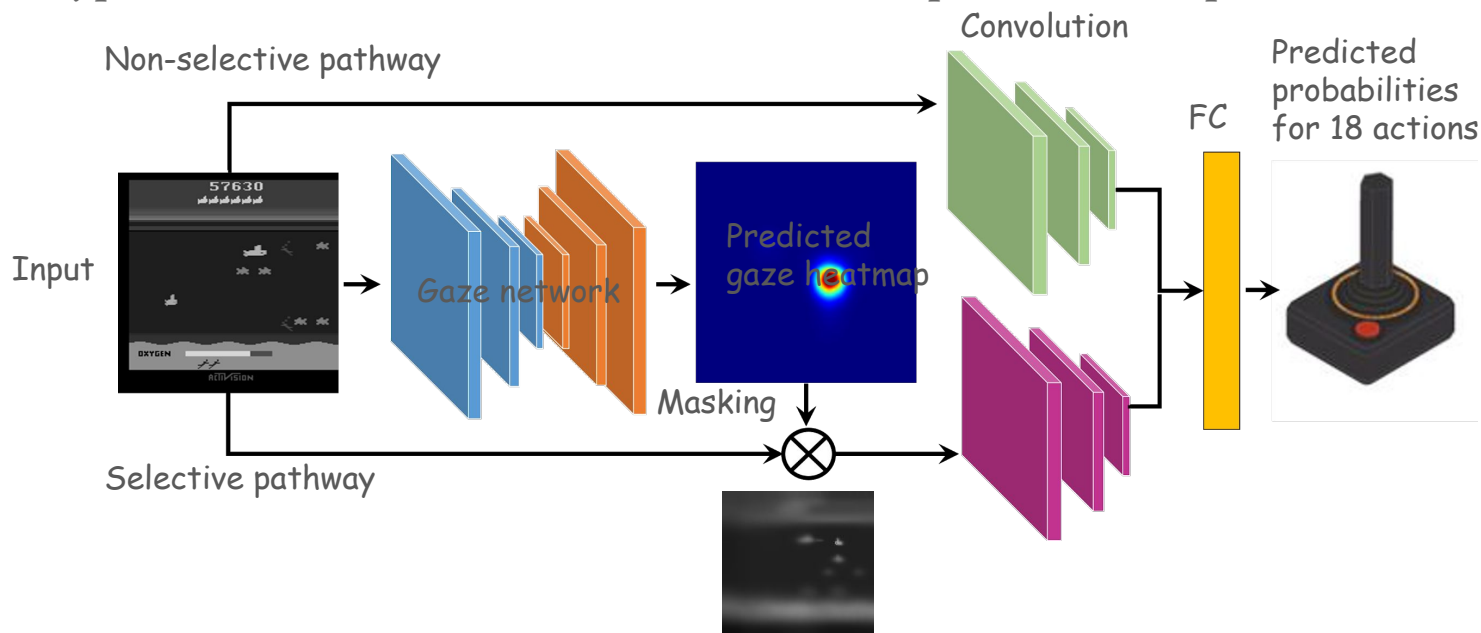 Convolution
Non-selective pathway
Predicted
probabilities
for 18 actions
FC
57630
Input
Predicted
gaze heatmap
Gaze network
OXYGEN
ACTIVISION
Masking
Selective pathway